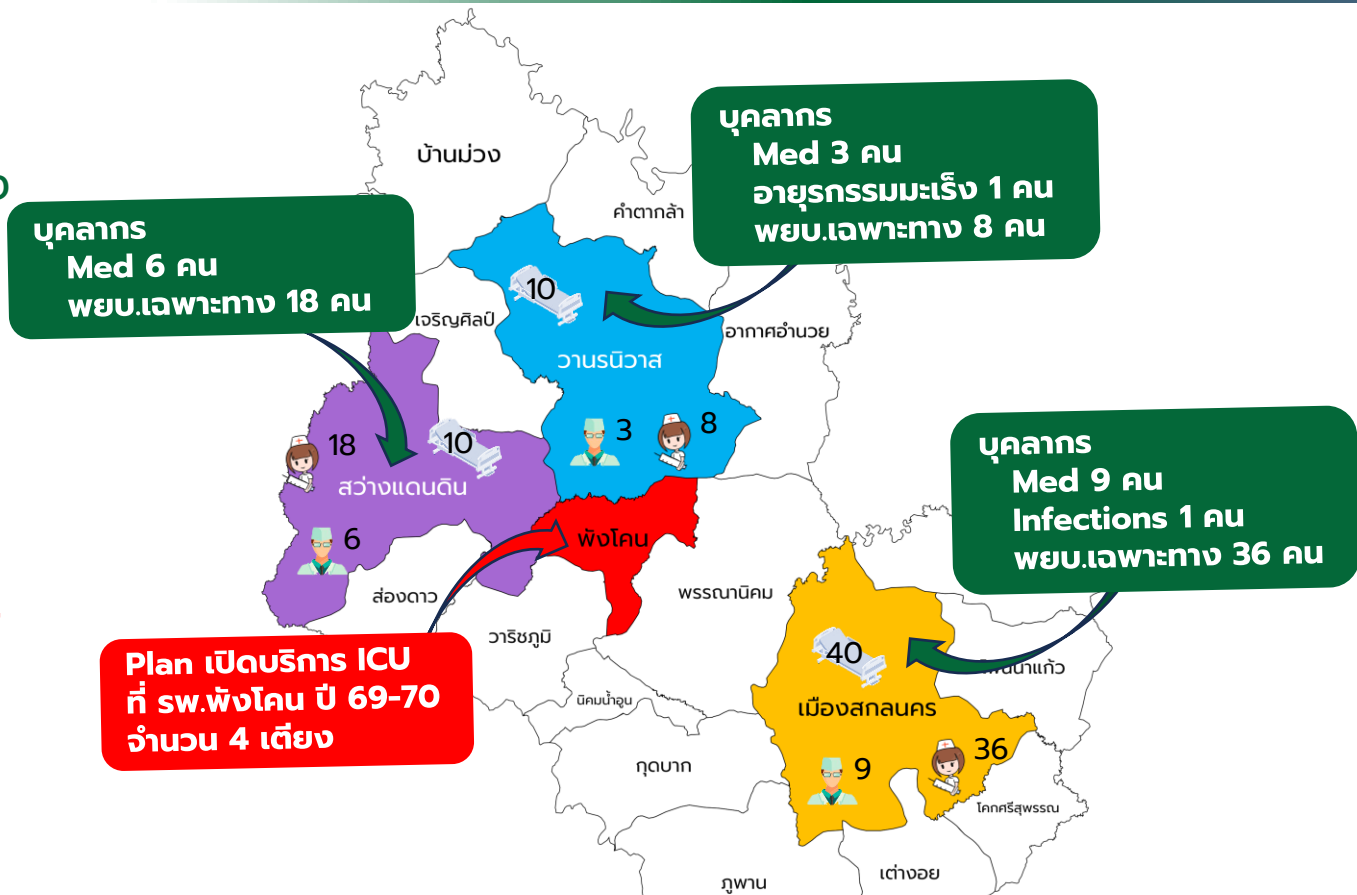 บ้านม่วง
บุคลากร
Med 3 คน
อายุรกรรมมะเร็ง 1 คน
พยบ.เฉพาะทาง 8 คน
คำตากล้า
บุคลากร
Med 6 คน
พยบ.เฉพาะทาง 18 คน
10
เจริญศิลป์
อากาศอำนวย
วานรนิวาส
3
8
18
10
สว่างแดนดิน
6
บุคลากร
Med 9 คน
Infections 1 คน
พยบ.เฉพาะทาง 36 คน
พังโคน
ส่องดาว
พรรณานิคม
วาริชภูมิ
Plan เปิดบริการ ICU
ที่ รพ.พังโคน ปี 69-70
จำนวน 4 เตียง
40
นาแก้ว
นิคมน้ำอูน
เมืองสกลนคร
กุดบาก
9
36
โคกศรีสุพรรณ
เต่างอย
ภูพาน